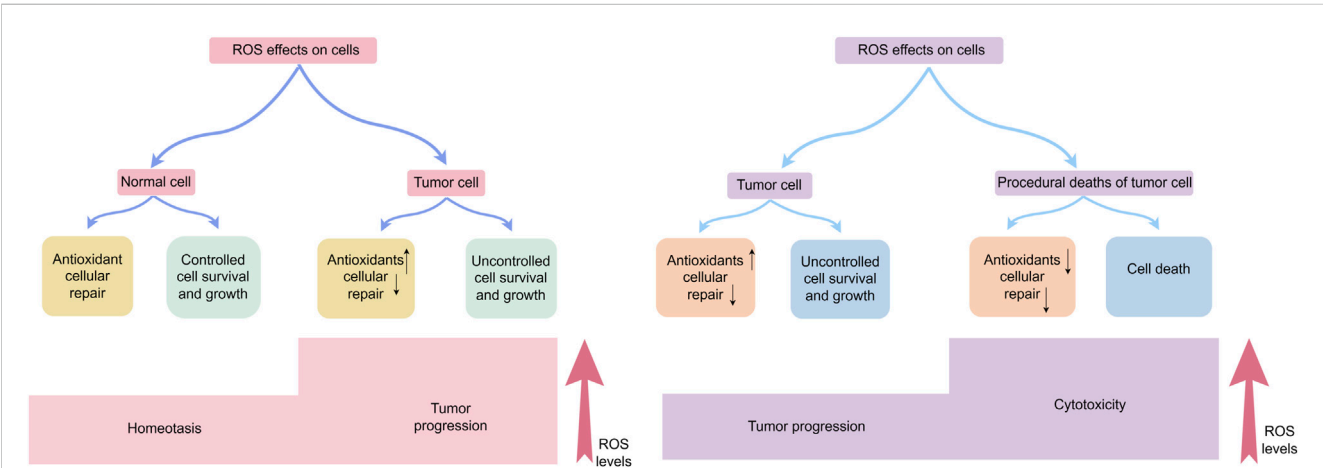 ROS effects on cells
Normal cell
Tumor cell
Antioxidant
cellular
repair
Controlled
cell survival
and growth
Antioxidants
cellular
repair
Uncontrolled
cell survival
and growth
Homeotasis
Tumor
progression
ROS
levels
ROS effects on cells
Tumor cell
Procedural deaths of tumor cell
Antioxidants
cellular
repair
Uncontrolled
cell survival
and growth
Antioxidants
cellular
repair
Cell death
Tumor progression
Cytotoxicity
ROS
levels